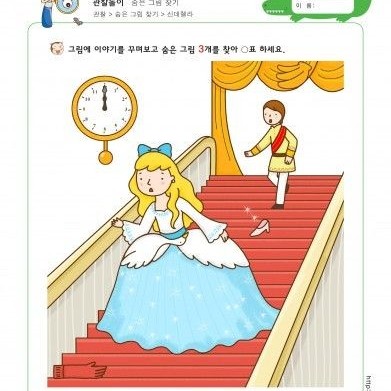 관찰놀이 숨은 그림 찾기
관찰 > 숨은 그림 찾기 > 신데렐라
이 름:
그림에 이야기를 꾸며보고 숨은 그림 3개를 찾아 ○표 하세요.
12
http: